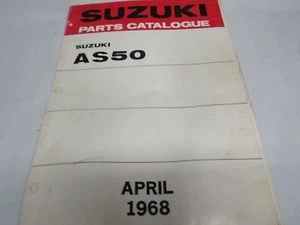 SUZUKI
PARTS CATALOGUE
SUZUKI
AS50
APRIL
1968